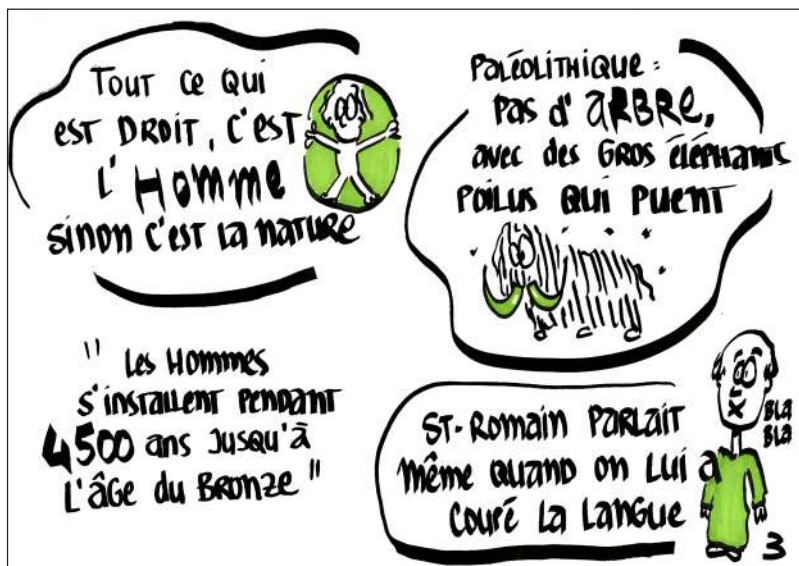 Tout ce qui
est droit, c'est
l'Homme
sinon c'est la nature
Paléolithique :
pas d'arbre,
avec des gros éléphants
poilus qui puent
"Les Hommes
s'installent pendant
4500 ans jusqu'à
l'âge du Bronze"
St-Romain parlait
même quand on lui a
coupé la langue
Bla
Bla
3